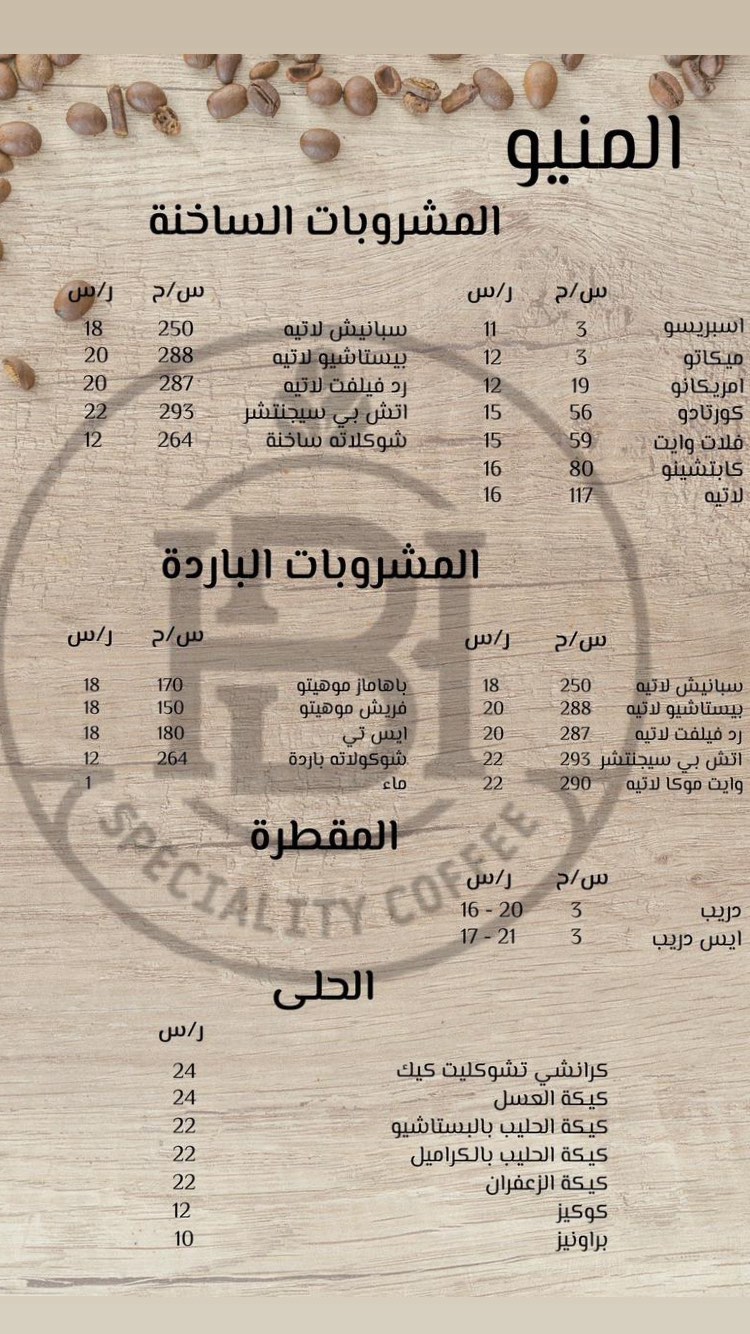 المنيو
المشروبات الساخنة
س/ح ر/س
اسبريسو 3 11
ميكاتو 3 12
امريكانو 19 12
كورتادو 56 15
فلات وايت 59 15
كابتشينو 80 16
لاتيه 117 16
س/ح ر/س
سبانيش لاتيه 250 18
بيستاشيو لاتيه 288 20
رد فيلفت لاتيه 287 20
اتش بي سيجنتشر 293 22
شوكلاته ساخنة 264 12
المشروبات الباردة
س/ح ر/س
سبانيش لاتيه 250 18
بيستاشيو لاتيه 288 20
رد فيلفت لاتيه 287 20
اتش بي سيجنتشر 293 22
وايت موكا لاتيه 290 22
س/ح ر/س
باهاماز موهيتو 170 18
فريش موهيتو 150 18
ايس تي 180 18
شوكولاته باردة 264 12
ماء 1
المقطرة
س/ح ر/س
دريب 3 16 - 20
ايس دريب 3 17 - 21
الحلى
ر/س
كرانشي تشوكليت كيك 24
كيكة العسل 24
كيكة الحليب بالبستاشيو 22
كيكة الحليب بالكراميل 22
كيكة الزعفران 22
كوكيز 12
براونيز 10
HB
SPECIALITY COFFEE